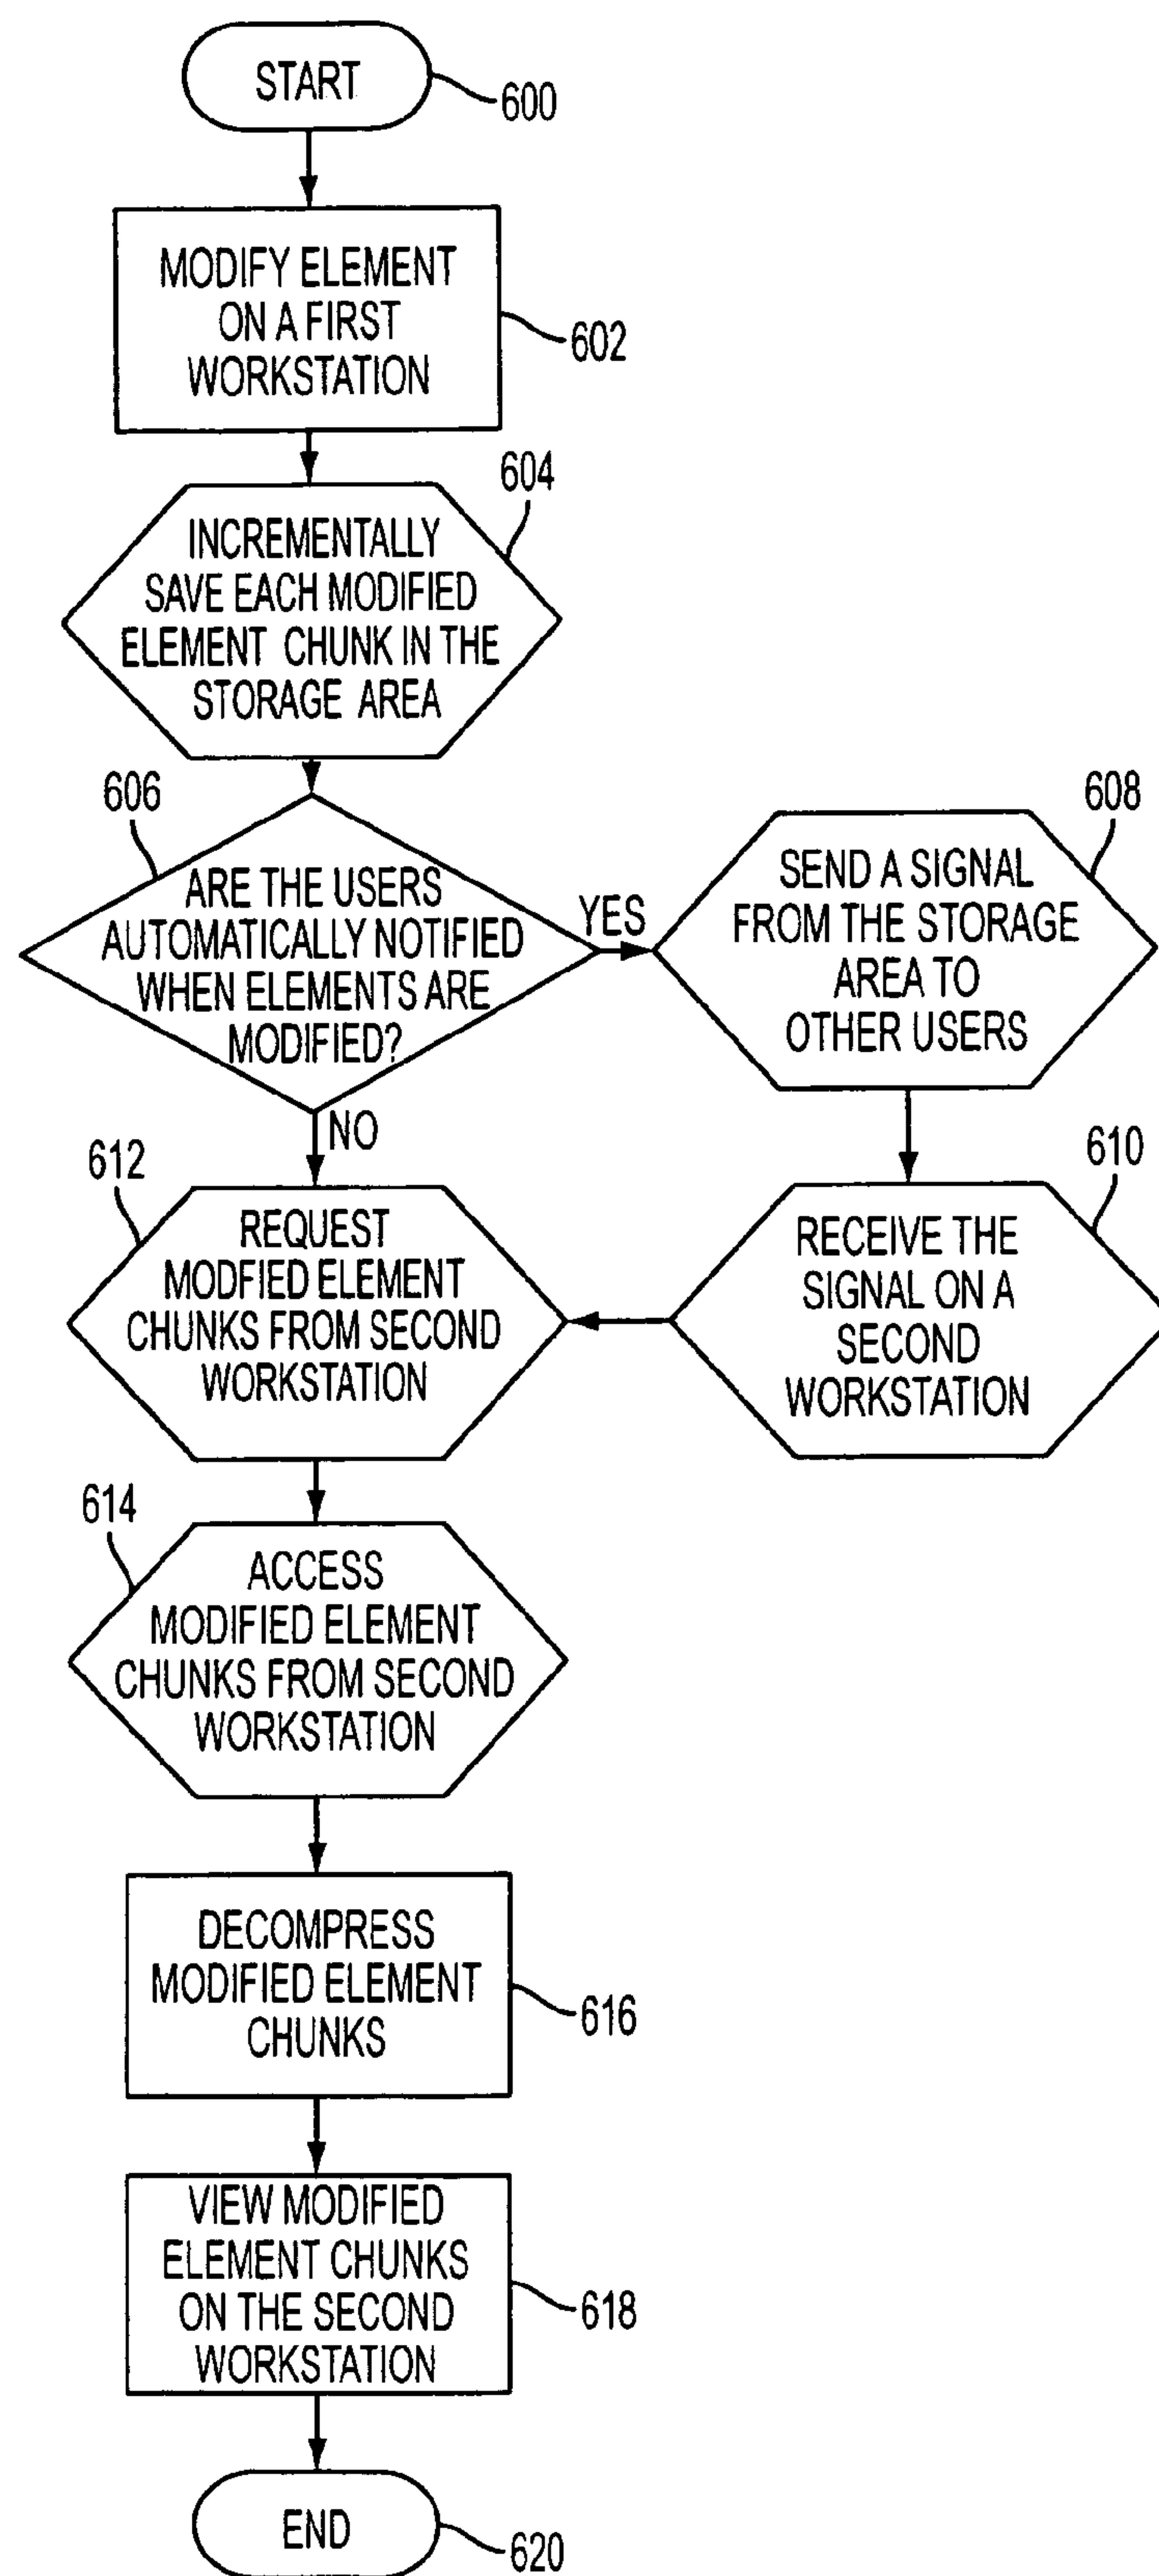 START
600
MODIFY ELEMENT
ON A FIRST
WORKSTATION
602
604
INCREMENTALLY
SAVE EACH MODIFIED
ELEMENT CHUNK IN THE
STORAGE AREA
606
ARE THE USERS
AUTOMATICALLY NOTIFIED
WHEN ELEMENTS ARE
MODIFIED?
YES
NO
608
SEND A SIGNAL
FROM THE STORAGE
AREA TO
OTHER USERS
610
RECEIVE THE
SIGNAL ON A
SECOND
WORKSTATION
612
REQUEST
MODFIED ELEMENT
CHUNKS FROM SECOND
WORKSTATION
614
ACCESS
MODIFIED ELEMENT
CHUNKS FROM SECOND
WORKSTATION
DECOMPRESS
MODIFIED ELEMENT
CHUNKS
616
VIEW MODIFIED
ELEMENT CHUNKS
ON THE SECOND
WORKSTATION
618
END
620